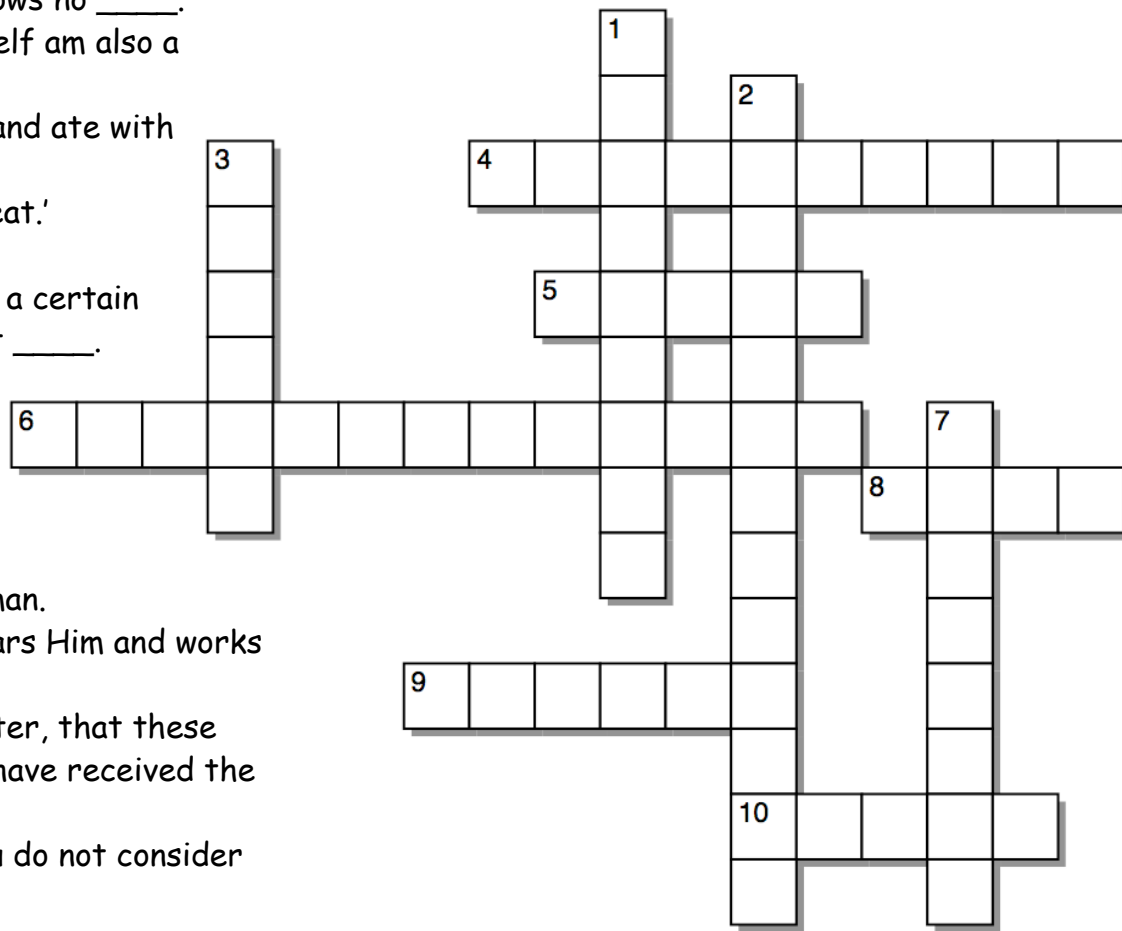 ows no ____.
elf am also a
and ate with
eat.'
a certain
____.
man.
ars Him and works
ter, that these
have received the
do not consider
1
2
3
4
5
6
7
8
9
10